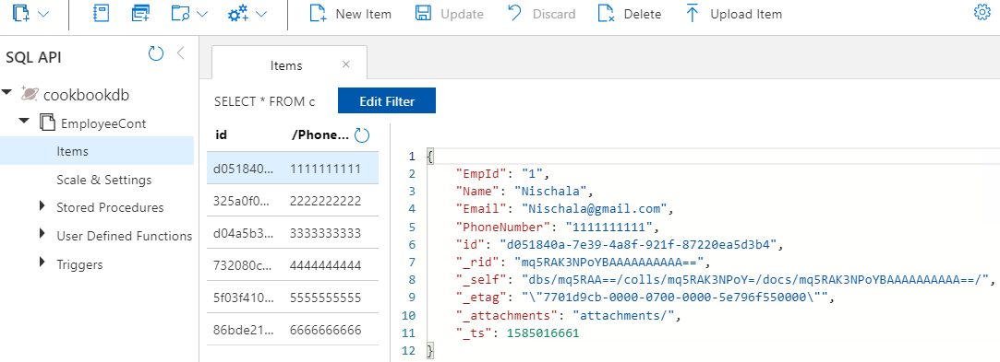 New Item Update Discard Delete Upload Item
SQL API
cookbookdb
EmployeeCont
Items
Scale & Settings
Stored Procedures
User Defined Functions
Triggers
Items ×
SELECT * FROM c Edit Filter
id /Phone...
d051840... 1111111111
325a0f0... 2222222222
d04a5b3... 3333333333
732080c... 4444444444
5f03f410... 5555555555
86bde21... 6666666666
1 {
2 "EmpId": "1",
3 "Name": "Nischala",
4 "Email": "Nischala@gmail.com",
5 "PhoneNumber": "1111111111",
6 "id": "d051840a-7e39-4a8f-921f-87220ea5d3b4",
7 "_rid": "mq5RAK3NPoYBAAAAAAAAAA==",
8 "_self": "dbs/mq5RAA==/colls/mq5RAK3NPoY=/docs/mq5RAK3NPoYBAAAAAAAAAA==/",
9 "_etag": "\"7701d9cb-0000-0700-0000-5e796f550000\"",
10 "_attachments": "attachments/",
11 "_ts": 1585016661
12 }